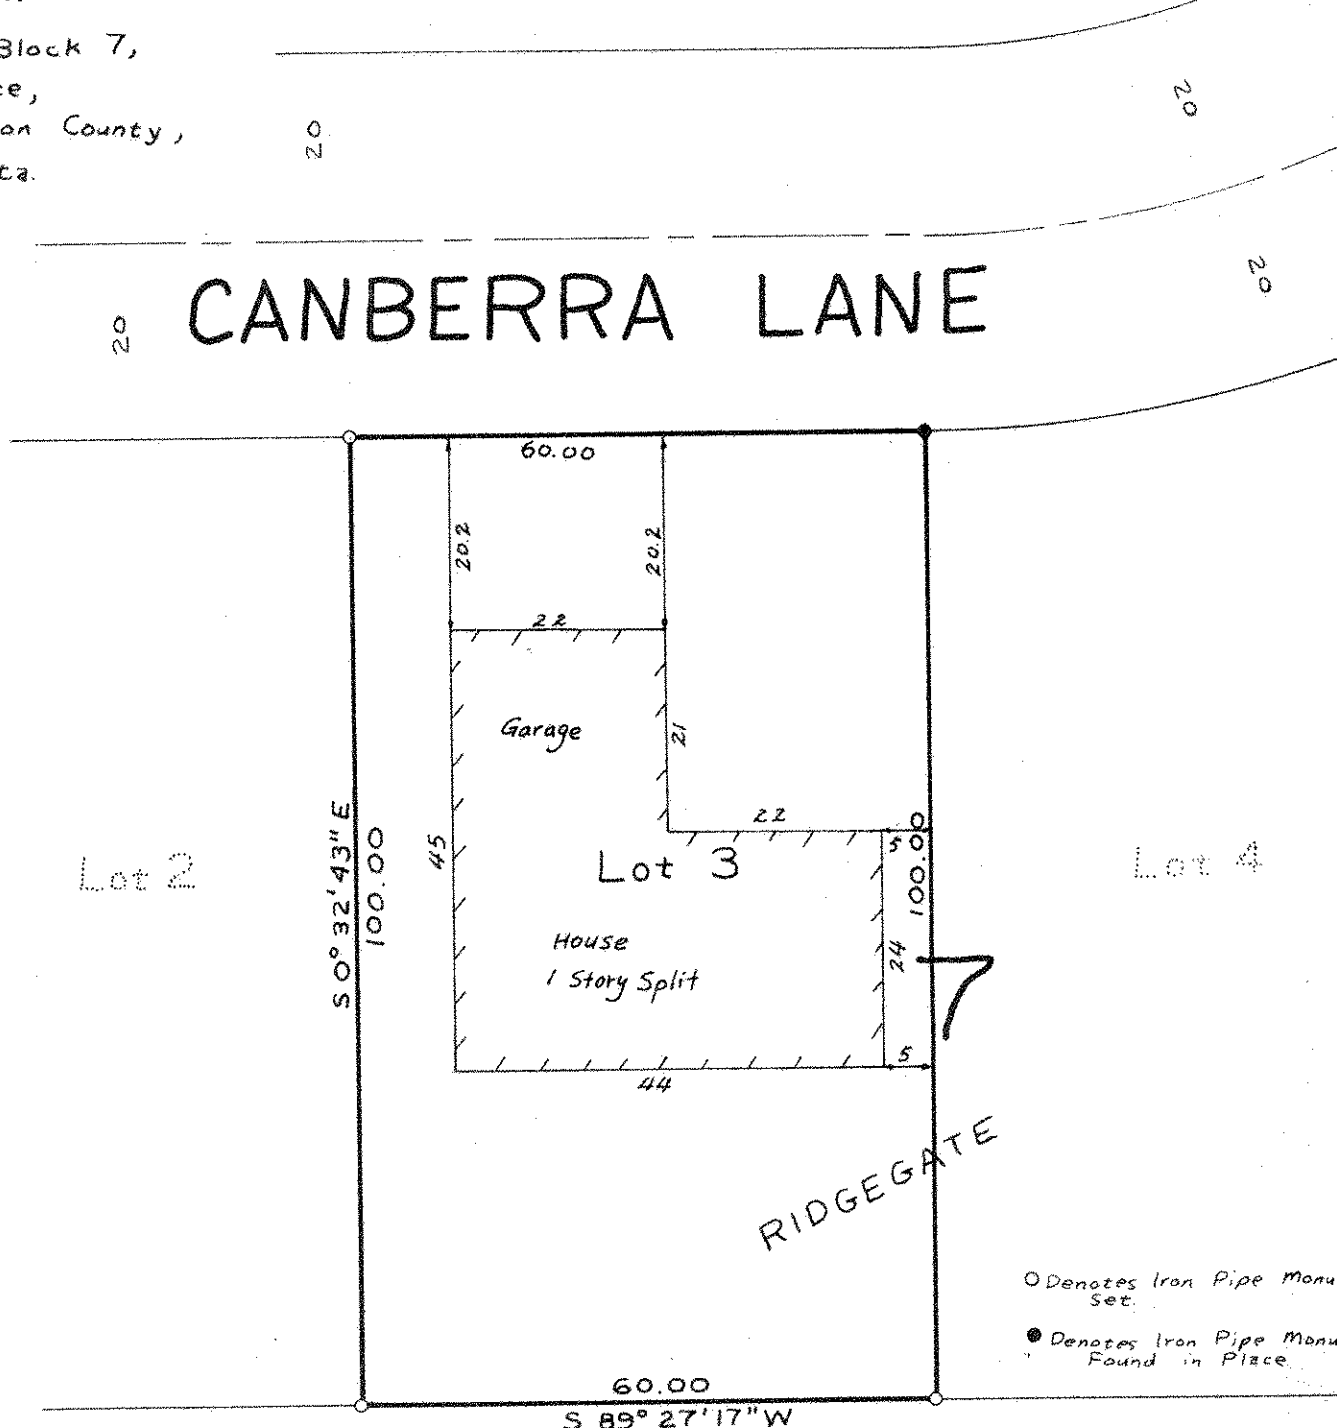 Block 7,
ce,
on County,
ta.
20
20
20
20
CANBERRA LANE
60.00
20.2
20.2
22
Garage
21
22
5
S 0° 32' 43" E
100.00
45
Lot 2
Lot 3
100.00
Lot 4
House
1 Story Split
24
7
5
44
RIDGEGATE
O Denotes Iron Pipe Monu
Set.
● Denotes Iron Pipe Monu
Found in Place
60.00
S 89° 27' 17" W